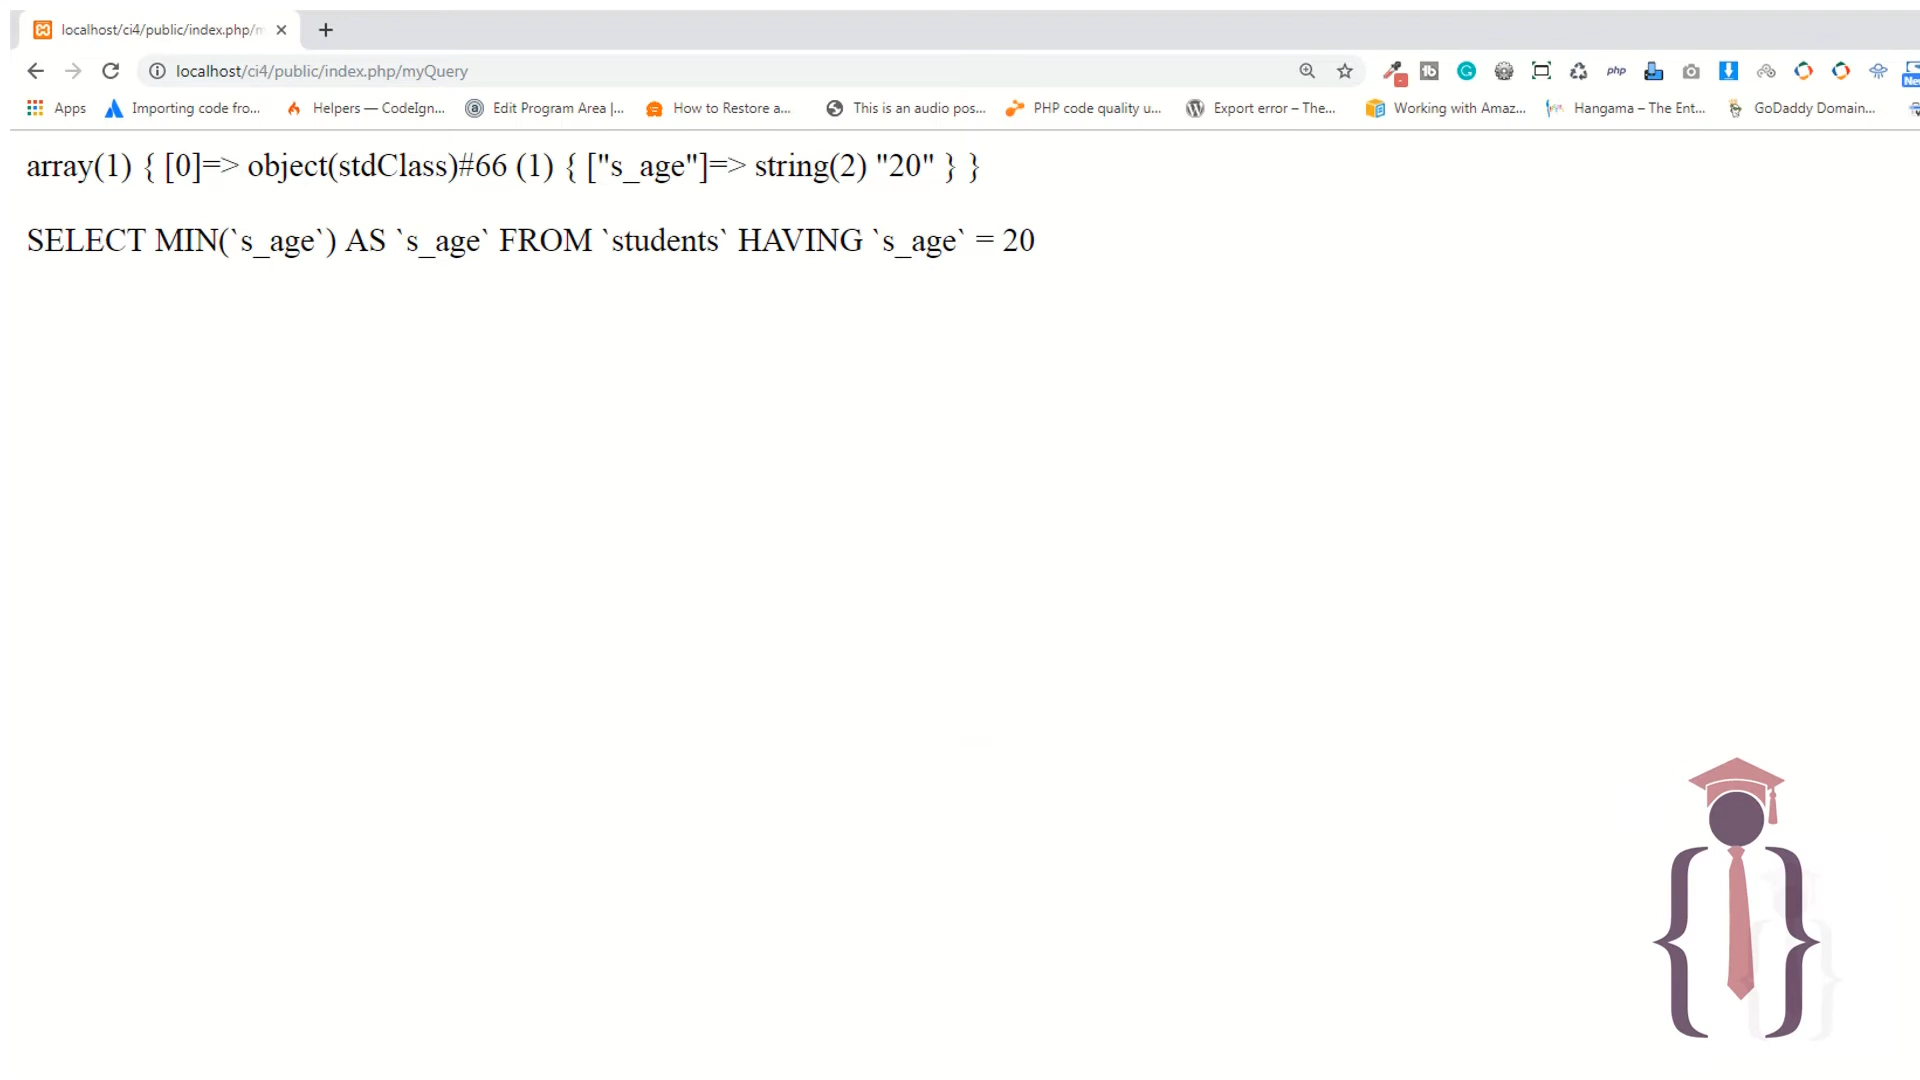 localhost/ci4/public/index.php/m
localhost/ci4/public/index.php/myQuery
php
Apps Importing code fro... Helpers — CodeIgn... Edit Program Area |... How to Restore a... This is an audio pos... PHP code quality u... Export error – The... Working with Amaz... Hangama – The Ent... GoDaddy Domain...
array(1) { [0]=> object(stdClass)#66 (1) { ["s_age"]=> string(2) "20" } }
SELECT MIN(`s_age`) AS `s_age` FROM `students` HAVING `s_age` = 20